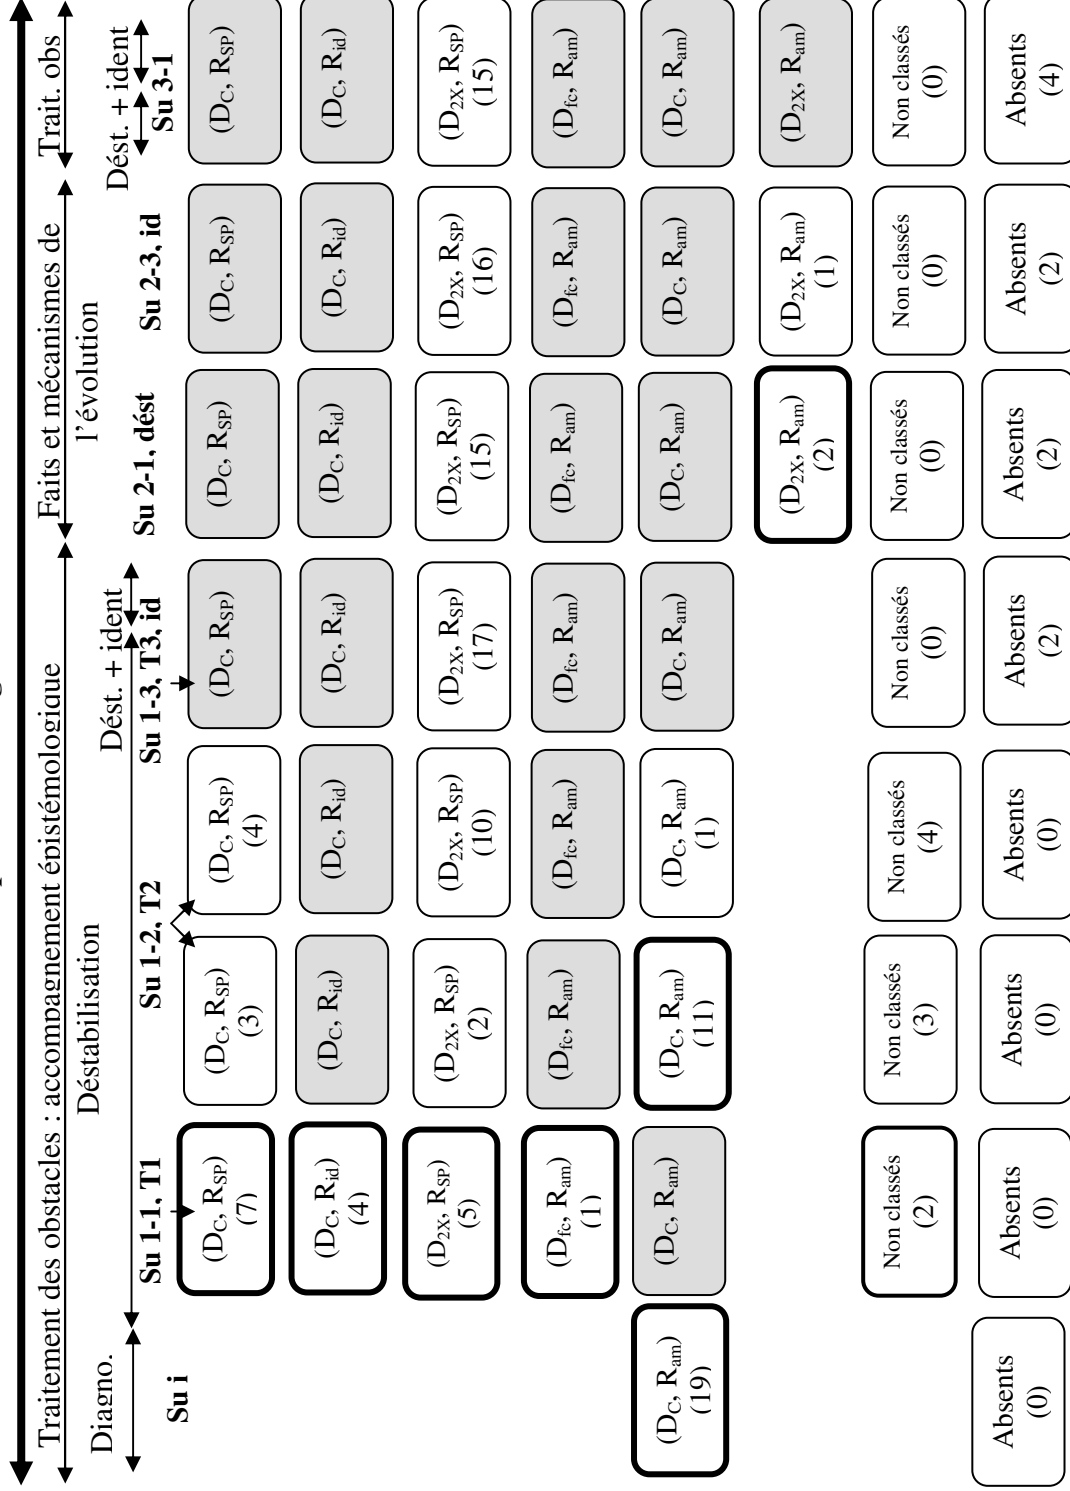 Traitement des obstacles : accompagnement épistémologique
Faits et mécanismes de
l'évolution
Trait. obs
Diagno.
Déstabilisation
Dést. + ident
Dést. + ident
Su i
Su 1-1, T1
Su 1-2, T2
Su 1-3, T3, id
Su 2-1, dést
Su 2-3, id
Su 3-1
(DC, RSP)
(7)
(DC, RSP)
(3)
(DC, RSP)
(4)
(DC, RSP)
(DC, RSP)
(DC, RSP)
(DC, RSP)
(DC, Rid)
(4)
(DC, Rid)
(DC, Rid)
(DC, Rid)
(DC, Rid)
(DC, Rid)
(DC, Rid)
(D2X, RSP)
(5)
(D2X, RSP)
(2)
(D2X, RSP)
(10)
(D2X, RSP)
(17)
(D2X, RSP)
(15)
(D2X, RSP)
(16)
(D2X, RSP)
(15)
(Dfc, Ram)
(1)
(Dfc, Ram)
(Dfc, Ram)
(Dfc, Ram)
(Dfc, Ram)
(Dfc, Ram)
(Dfc, Ram)
(DC, Ram)
(19)
(DC, Ram)
(DC, Ram)
(11)
(DC, Ram)
(1)
(DC, Ram)
(DC, Ram)
(DC, Ram)
(DC, Ram)
(D2X, Ram)
(2)
(D2X, Ram)
(1)
(D2X, Ram)
Non classés
(2)
Non classés
(3)
Non classés
(4)
Non classés
(0)
Non classés
(0)
Non classés
(0)
Non classés
(0)
Absents
(0)
Absents
(0)
Absents
(0)
Absents
(0)
Absents
(2)
Absents
(2)
Absents
(2)
Absents
(4)